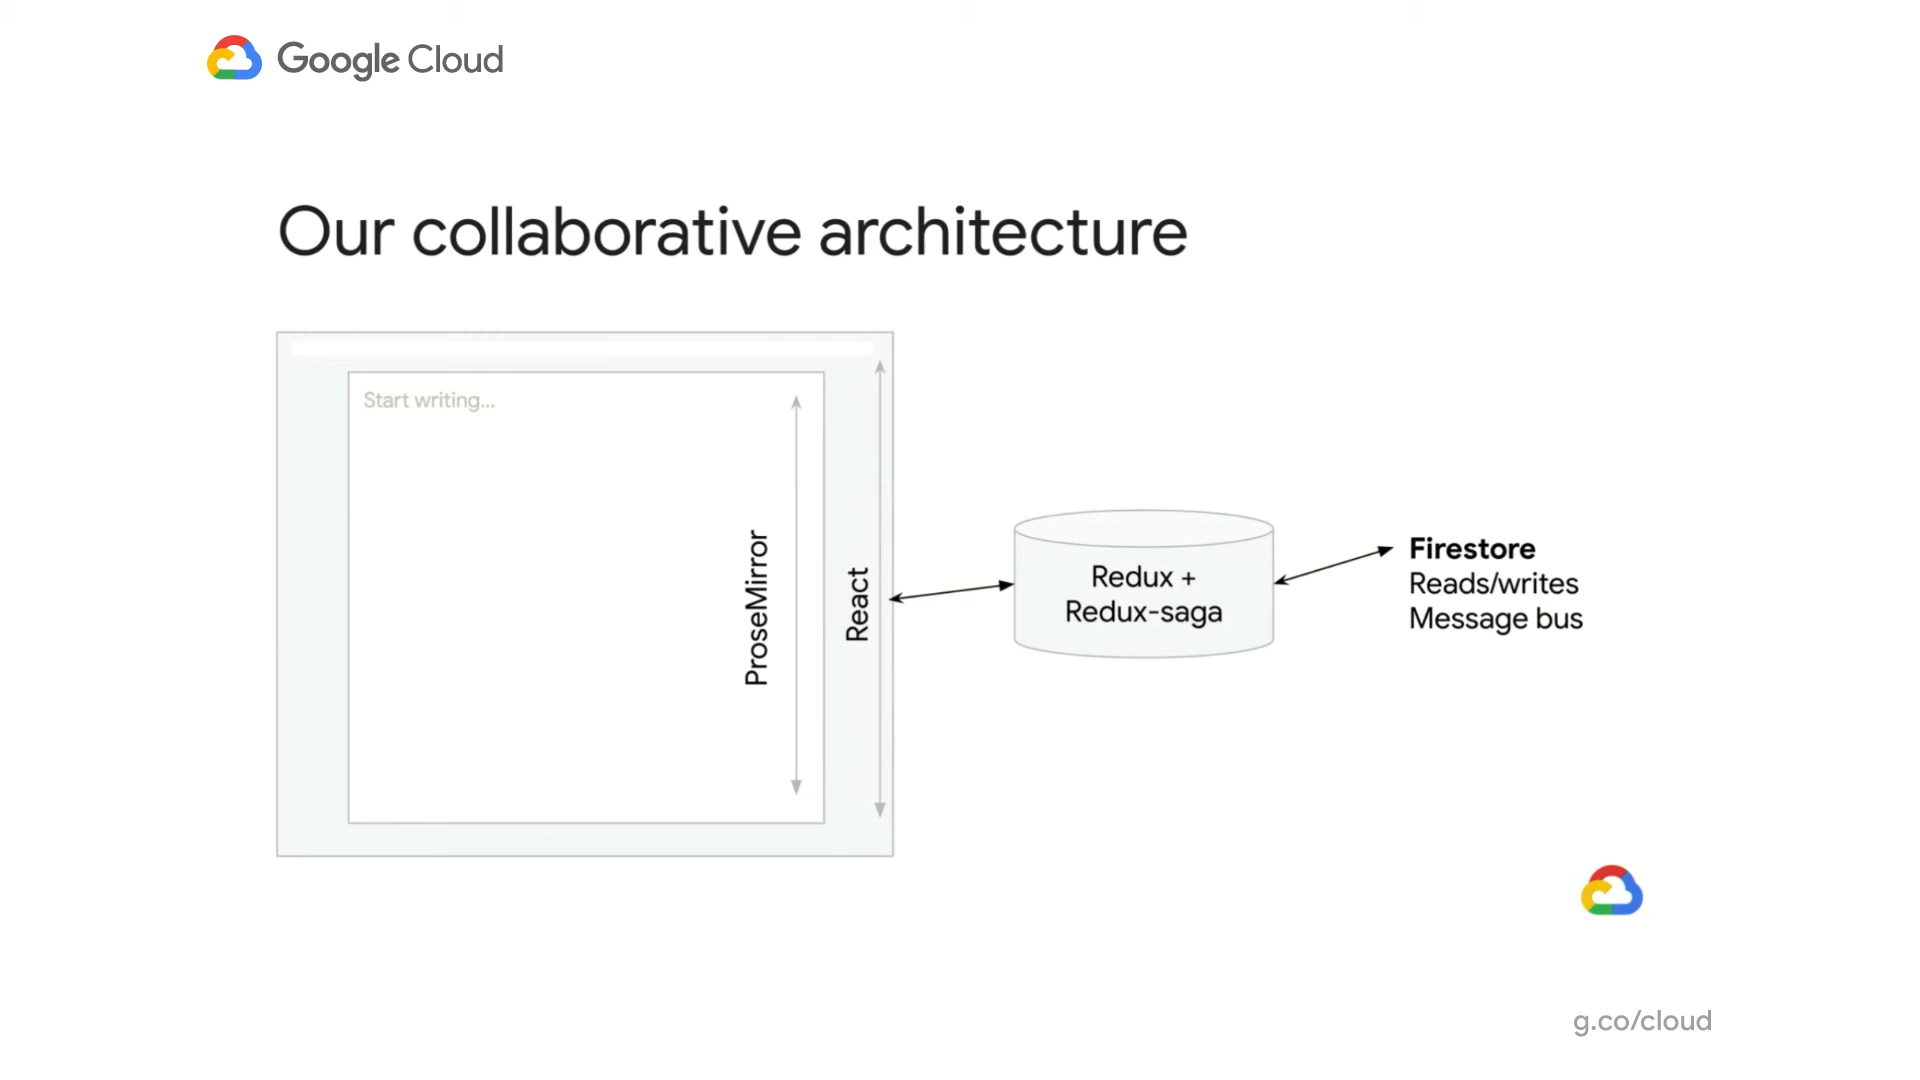 Google Cloud
Our collaborative architecture
Start writing...
ProseMirror
React
Redux +
Redux-saga
Firestore
Reads/writes
Message bus
g.co/cloud